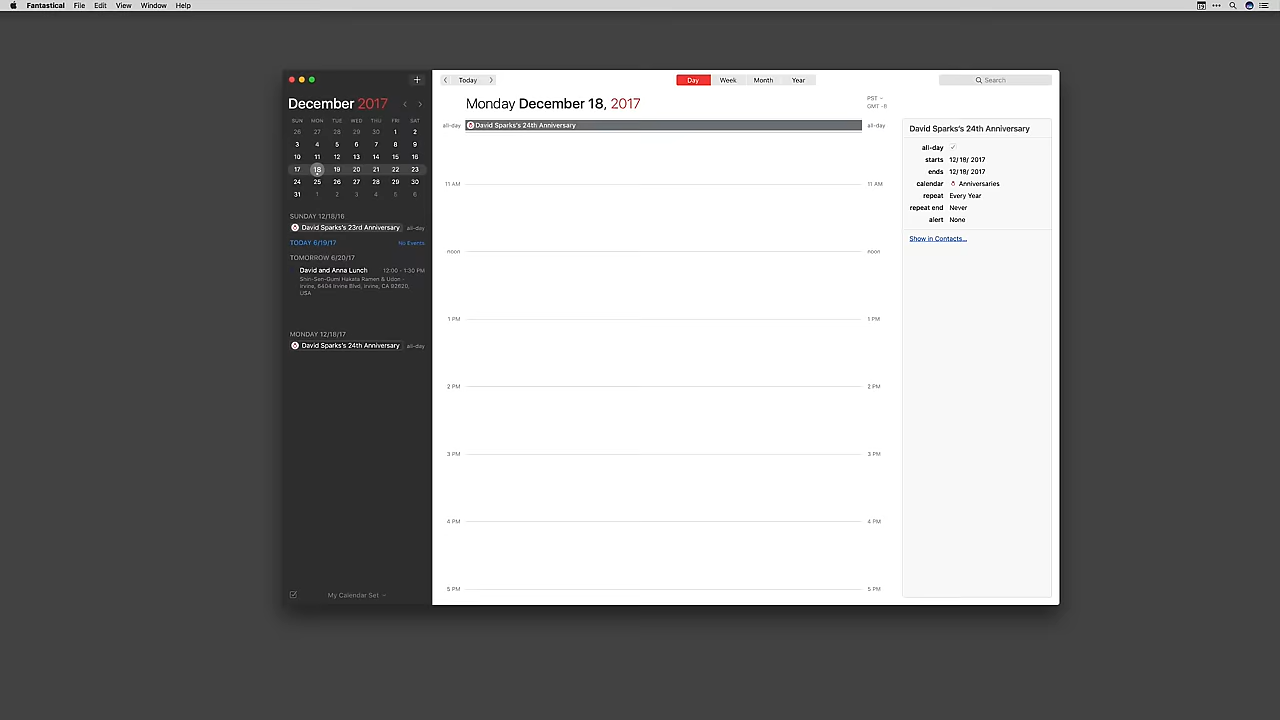 Fantastical File Edit View Window Help
Today
Day Week Month Year
Search
December 2017
SUN MON TUE WED THU FRI SAT
26 27 28 29 30 1 2
3 4 5 6 7 8 9
10 11 12 13 14 15 16
17 18 19 20 21 22 23
24 25 26 27 28 29 30
31 1 2 3 4 5 6
SUNDAY 12/18/16
David Sparks's 23rd Anniversary all-day
TODAY 6/19/17 No Events
TOMORROW 6/20/17
David and Anna Lunch 12:00 - 1:30 PM
Shin-Sen-Gumi Hakata Ramen & Udon -
Irvine, 6404 Irvine Blvd, Irvine, CA 92620,
USA
MONDAY 12/18/17
David Sparks's 24th Anniversary all-day
My Calendar Set
Monday December 18, 2017
PST –
GMT -8
all-day David Sparks's 24th Anniversary all-day
11 AM 11 AM
noon noon
1 PM 1 PM
2 PM 2 PM
3 PM 3 PM
4 PM 4 PM
5 PM 5 PM
David Sparks's 24th Anniversary
all-day
starts 12/18/2017
ends 12/18/2017
calendar Anniversaries
repeat Every Year
repeat end Never
alert None
Show in Contacts...